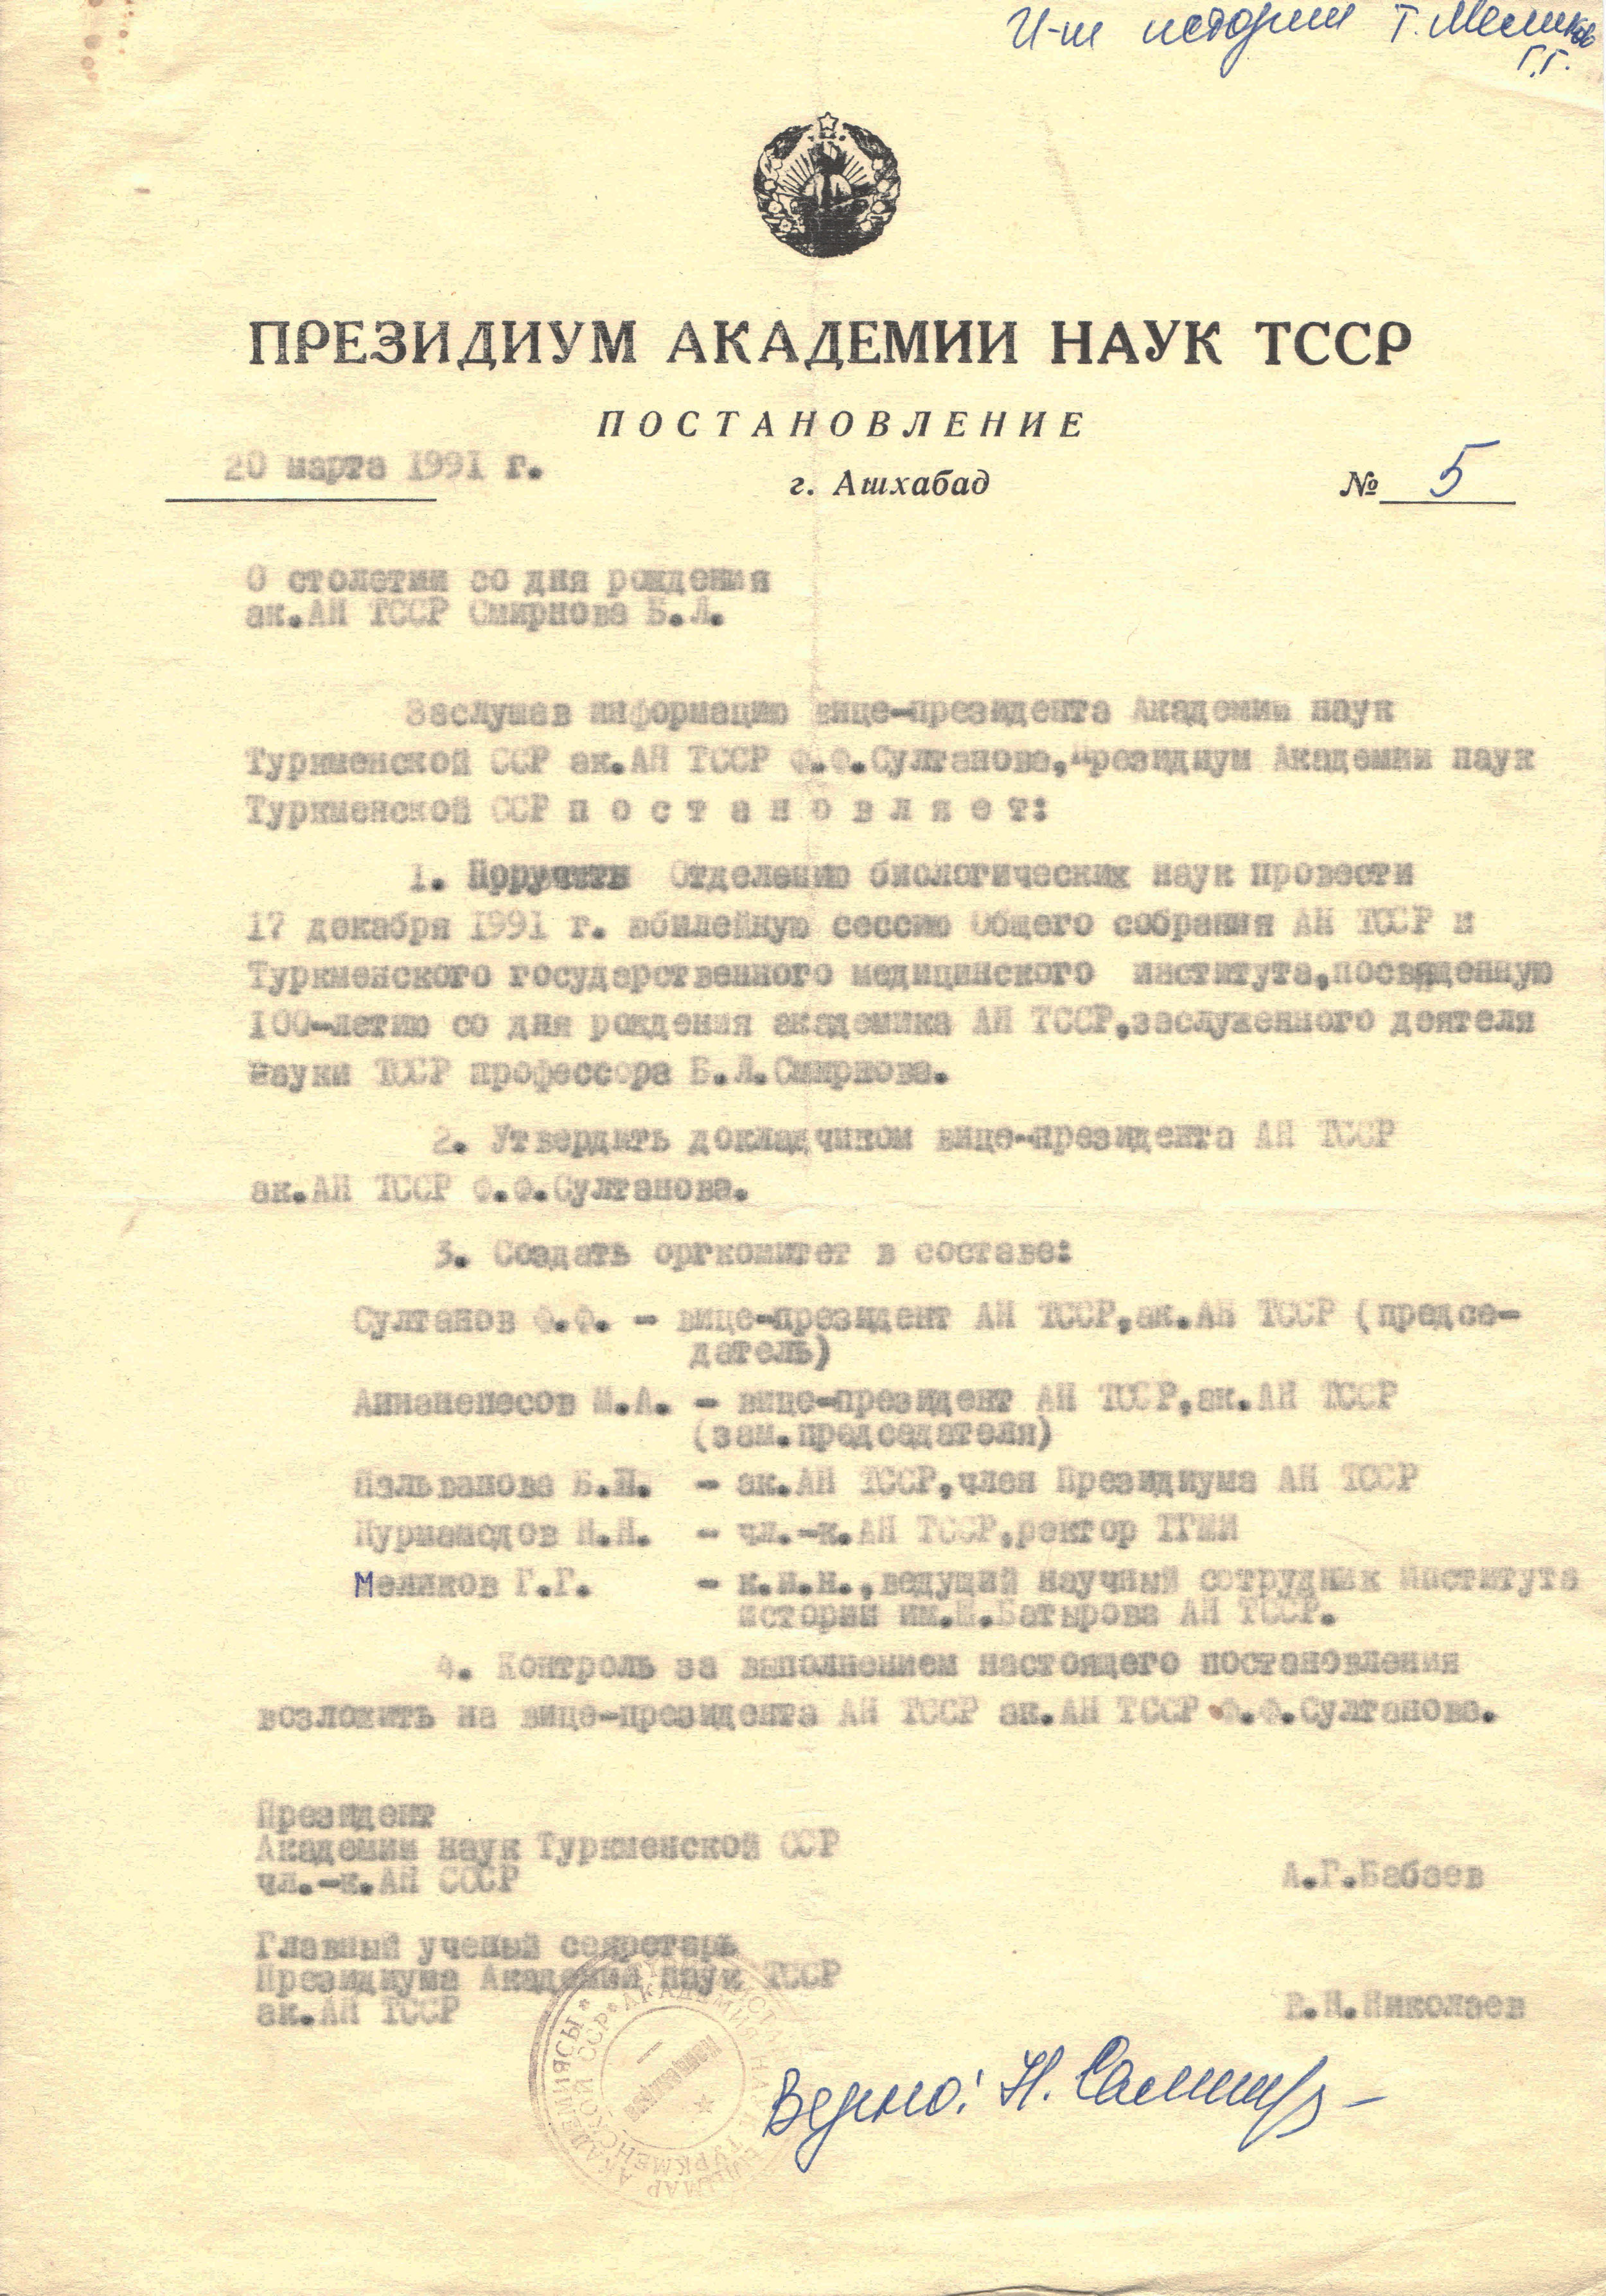 И-т истории т. Меликов
Г.Г.
ПРЕЗИДИУМ АКАДЕМИИ НАУК ТССР
ПОСТАНОВЛЕНИЕ
20 марта 1991 г.
г. Ашхабад
№ 5
О столетии со дня рождения
ак.АН ТССР Смирнова Б.Л.
Заслушав информацию вице-президента Академии наук
Туркменской ССР ак.АН ТССР Ф.Ф.Султанова,Президиум Академии наук
Туркменской ССР п о с т а н о в л я е т:
1. Поручить Отделению биологических наук провести
17 декабря 1991 г. юбилейную сессию Общего собрания АН ТССР и
Туркменского государственного медицинского института,посвященную
100-летию со дня рождения академика АН ТССР,заслуженного деятеля
науки ТССР профессора Б.Л.Смирнова.
2. Утвердить докладчиком вице-президента АН ТССР
ак.АН ТССР Ф.Ф.Султанова.
3. Создать оргкомитет в составе:
Султанов Ф.Ф. - вице-президент АН ТССР,ак.АН ТССР (предсе-
датель)
Аннанепесов М.А. - вице-президент АН ТССР,ак.АН ТССР
(зам.председателя)
Пальванова Б.П. - ак.АН ТССР,член Президиума АН ТССР
Нурмамедов Н.Н. - чл.-к.АН ТССР,ректор ТГМИ
Меликов Г.Г. - к.и.н.,ведущий научный сотрудник Института
истории им.Ш.Батырова АН ТССР.
4. Контроль за выполнением настоящего постановления
возложить на вице-президента АН ТССР ак.АН ТССР Ф.Ф.Султанова.
Президент
Академии наук Туркменской ССР
чл.-к.АН СССР
А.Г.Бабаев
Главный ученый секретарь
Президиума Академии наук ТССР
ак.АН ТССР
В.Н.Николаев
АКАДЕМИЯ НАУК ТУРКМЕНСКОЙ ССР
Верно: Н.